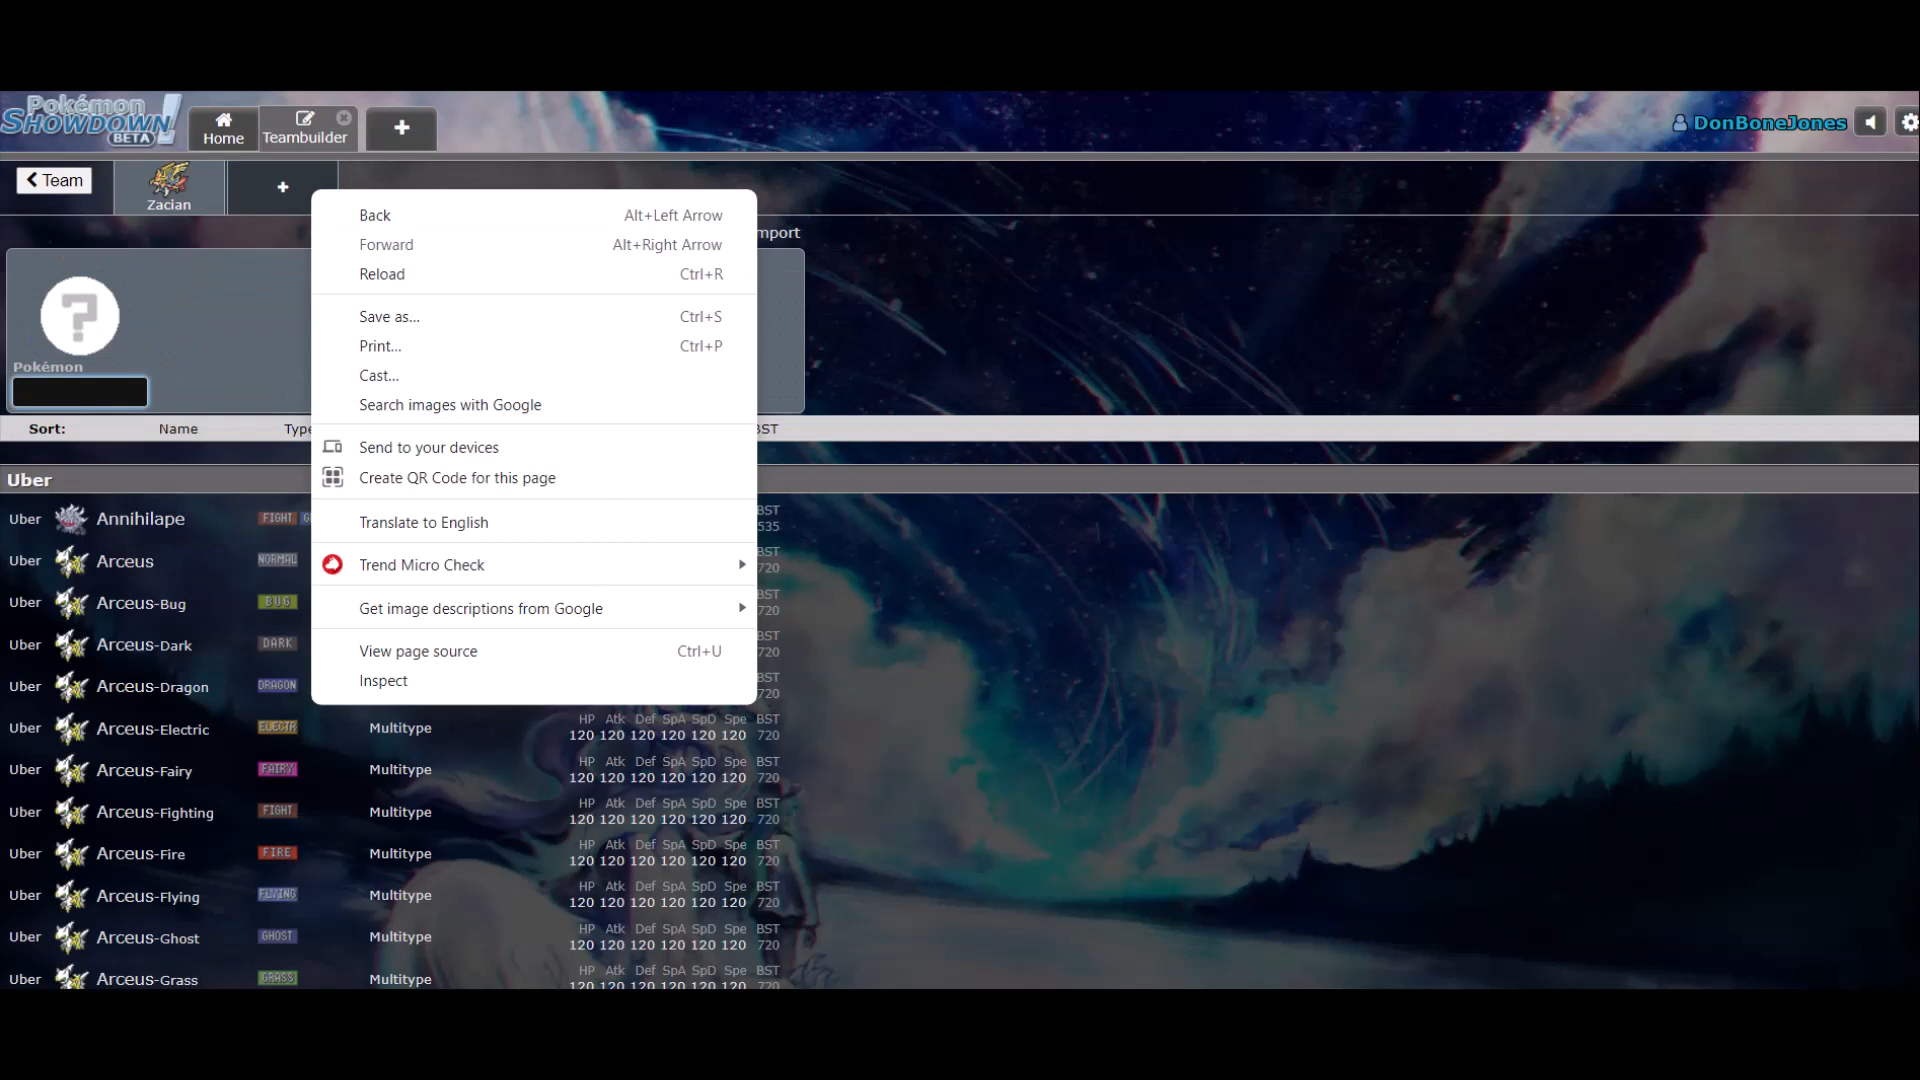 Pokémon
SHOWDOWN!
BETA
Home
Teambuilder
DonBoneJones
Team
Zacian
Import
Pokémon
Back Alt+Left Arrow
Forward Alt+Right Arrow
Reload Ctrl+R
Save as... Ctrl+S
Print... Ctrl+P
Cast...
Search images with Google
Send to your devices
Create QR Code for this page
Translate to English
Trend Micro Check
Get image descriptions from Google
View page source Ctrl+U
Inspect
Sort: Name Type BST
Uber
Uber Annihilape FIGHT BST
535
Uber Arceus NORMAL BST
720
Uber Arceus-Bug BUG BST
720
Uber Arceus-Dark DARK BST
720
Uber Arceus-Dragon DRAGON BST
720
Uber Arceus-Electric ELECTR Multitype HP Atk Def SpA SpD Spe BST
120 120 120 120 120 120 720
Uber Arceus-Fairy FAIRY Multitype HP Atk Def SpA SpD Spe BST
120 120 120 120 120 120 720
Uber Arceus-Fighting FIGHT Multitype HP Atk Def SpA SpD Spe BST
120 120 120 120 120 120 720
Uber Arceus-Fire FIRE Multitype HP Atk Def SpA SpD Spe BST
120 120 120 120 120 120 720
Uber Arceus-Flying FLYING Multitype HP Atk Def SpA SpD Spe BST
120 120 120 120 120 120 720
Uber Arceus-Ghost GHOST Multitype HP Atk Def SpA SpD Spe BST
120 120 120 120 120 120 720
Uber Arceus-Grass GRASS Multitype HP Atk Def SpA SpD Spe BST
120 120 120 120 120 120 720